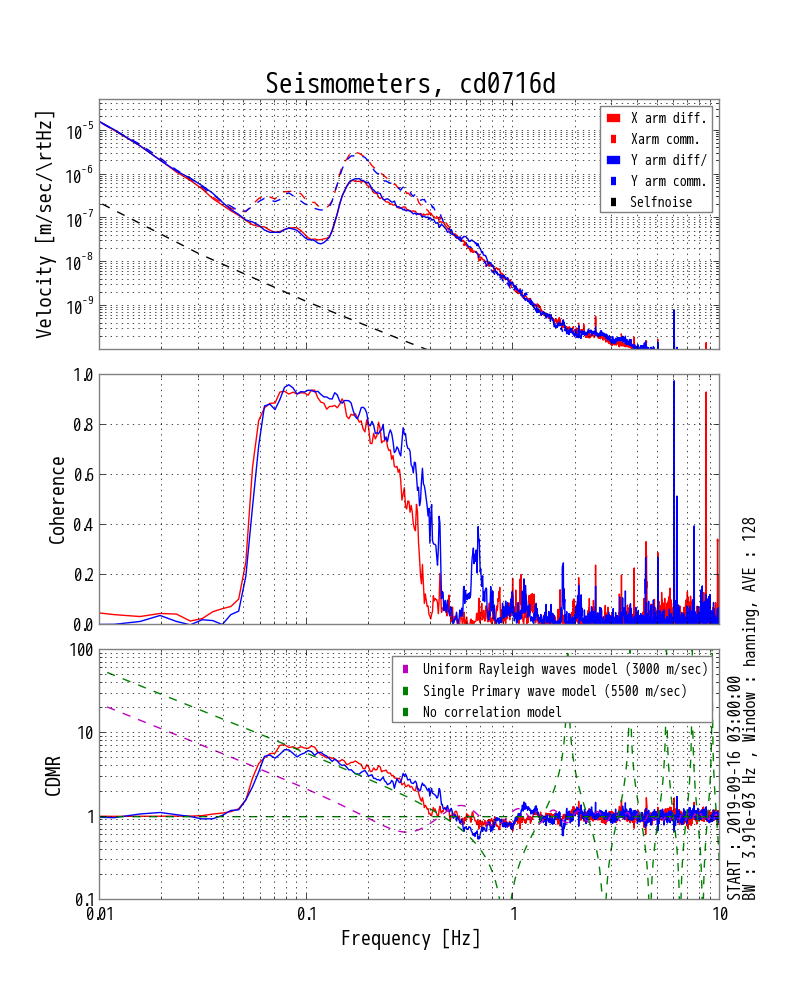 Seismometers, cd0716d
Velocity [m/sec/\rtHz]
10-5
10-6
10-7
10-8
10-9
X arm diff.
Xarm comm.
Y arm diff/
Y arm comm.
Selfnoise
Coherence
1.0
0.8
0.6
0.4
0.2
0.0
CDMR
100
10
1
0.1
Uniform Rayleigh waves model (3000 m/sec)
Single Primary wave model (5500 m/sec)
No correlation model
0.01
0.1
1
10
Frequency [Hz]
START : 2019-09-16 03:00:00
BW : 3.91e-03 Hz , Window : hanning, AVE : 128